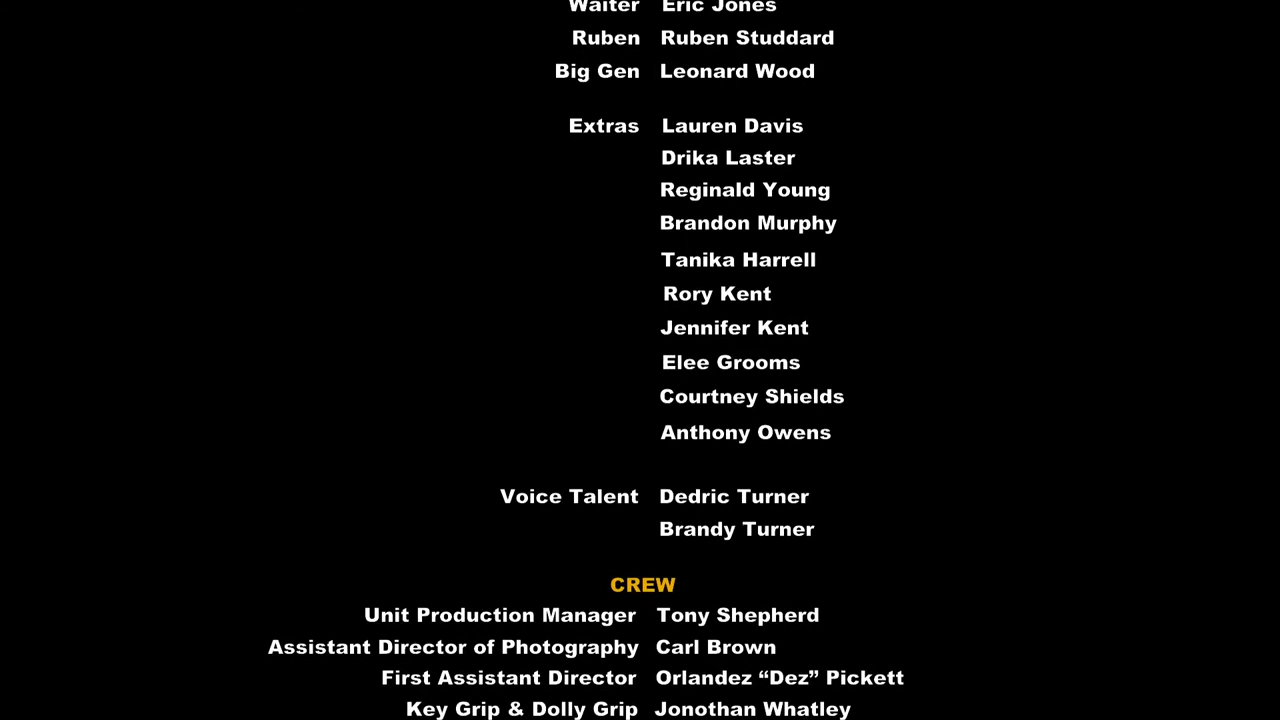 Waiter Eric Jones
Ruben Ruben Studdard
Big Gen Leonard Wood
Extras Lauren Davis
Drika Laster
Reginald Young
Brandon Murphy
Tanika Harrell
Rory Kent
Jennifer Kent
Elee Grooms
Courtney Shields
Anthony Owens
Voice Talent Dedric Turner
Brandy Turner
CREW
Unit Production Manager Tony Shepherd
Assistant Director of Photography Carl Brown
First Assistant Director Orlandez “Dez” Pickett
Key Grip & Dolly Grip Jonothan Whatley